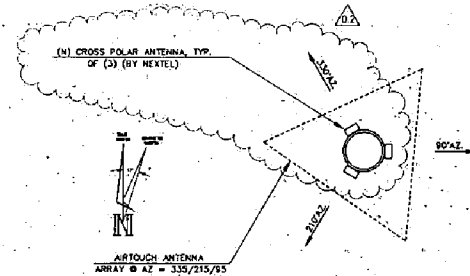 D.2
(N) CROSS POLAR ANTENNA, TYP.
OF (3) (BY NEXTEL)
330°AZ.
90°AZ.
210°AZ.
N
AIRTOUCH ANTENNA
ARRAY @ AZ = 335/215/95